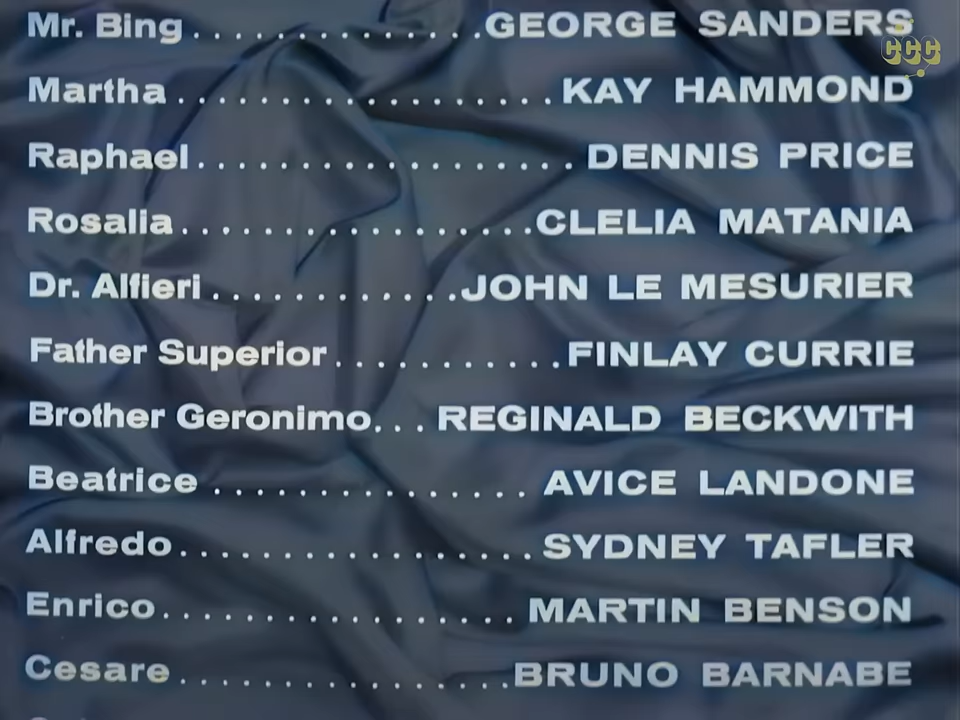 Mr. Bing..............GEORGE SANDERS
CCC
Martha...................KAY HAMMOND
Raphael...................DENNIS PRICE
Rosalia..................CLELIA MATANIA
Dr. Alfieri.............JOHN LE MESURIER
Father Superior...........FINLAY CURRIE
Brother Geronimo...REGINALD BECKWITH
Beatrice................AVICE LANDONE
Alfredo..................SYDNEY TAFLER
Enrico.................MARTIN BENSON
Cesare.................BRUNO BARNABE